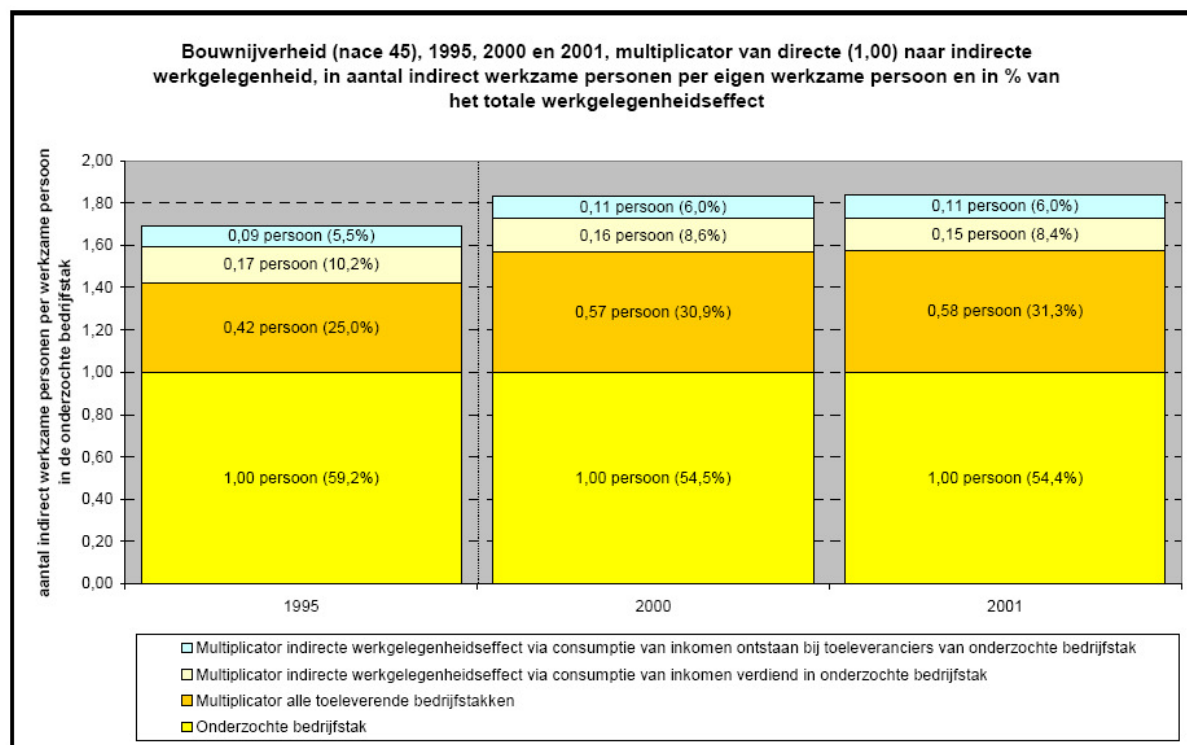 Bouwnijverheid (nace 45), 1995, 2000 en 2001, multiplicator van directe (1,00) naar indirecte
werkgelegenheid, in aantal indirect werkzame personen per eigen werkzame persoon en in % van
het totale werkgelegenheidseffect
aantal indirect werkzame personen per werkzame persoon
in de onderzochte bedrijfstak
2,00
1,80
1,60
1,40
1,20
1,00
0,80
0,60
0,40
0,20
0,00
0,09 persoon (5,5%)
0,17 persoon (10,2%)
0,42 persoon (25,0%)
1,00 persoon (59,2%)
0,11 persoon (6,0%)
0,16 persoon (8,6%)
0,57 persoon (30,9%)
1,00 persoon (54,5%)
0,11 persoon (6,0%)
0,15 persoon (8,4%)
0,58 persoon (31,3%)
1,00 persoon (54,4%)
1995
2000
2001
Multiplicator indirecte werkgelegenheidseffect via consumptie van inkomen ontstaan bij toeleveranciers van onderzochte bedrijfstak
Multiplicator indirecte werkgelegenheidseffect via consumptie van inkomen verdiend in onderzochte bedrijfstak
Multiplicator alle toeleverende bedrijfstakken
Onderzochte bedrijfstak